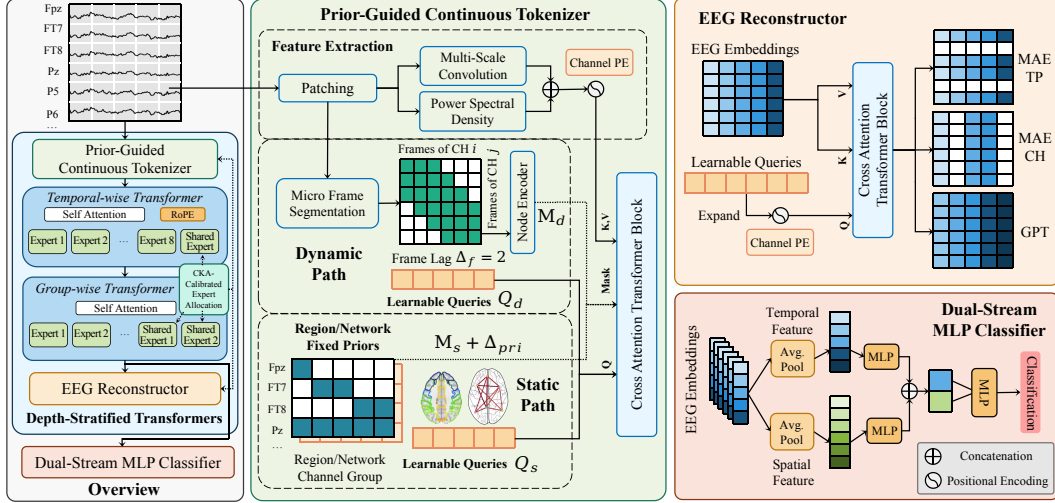 Fpz
FT7
FT8
Pz
P5
P6
...
Prior-Guided
Continuous Tokenizer
Temporal-wise Transformer
Self Attention
RoPE
Expert 1
Expert 2
...
Expert 8
Shared
Expert
CKA-
Calibrated
Expert
Allocation
Group-wise Transformer
Self Attention
Expert 1
Expert 2
...
Shared
Expert 1
Shared
Expert 2
EEG Reconstructor
Depth-Stratified Transformers
Dual-Stream MLP Classifier
Overview
Prior-Guided Continuous Tokenizer
Feature Extraction
Patching
Multi-Scale
Convolution
Power Spectral
Density
Channel PE
Micro Frame
Segmentation
Frames of CH i
Frames of CH j
Node Encoder
M_d
Dynamic
Path
Frame Lag Δ_f = 2
Learnable Queries Q_d
K,V
Mask
Q
Cross Attention Transformer Block
Region/Network
Fixed Priors
M_s + Δ_pri
Fpz
FT7
FT8
Pz
...
Static
Path
Region/Network
Channel Group
Learnable Queries Q_s
EEG Reconstructor
EEG Embeddings
Learnable Queries
Expand
Channel PE
V
K
Q
Cross Attention
Transformer Block
MAE
TP
MAE
CH
GPT
Dual-Stream
MLP Classifier
EEG Embeddings
Temporal
Feature
Avg.
Pool
MLP
Avg.
Pool
MLP
Spatial
Feature
MLP
Classification
Concatenation
Positional Encoding